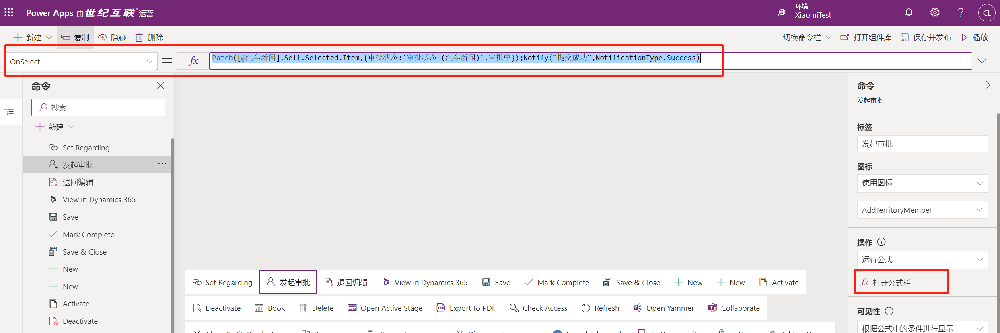 Power Apps 由世纪互联®运营
环境
XiaomiTest
CL
新建
复制
隐藏
删除
切换命令栏
打开组件库
保存并发布
播放
OnSelect
fx
Patch([@汽车新闻],Self.Selected.Item,{审批状态:'审批状态 (汽车新闻)'.审批中});Notify("提交成功",NotificationType.Success)
命令
搜索
新建
Set Regarding
发起审批
退回编辑
View in Dynamics 365
Save
Mark Complete
Save & Close
New
New
Activate
Deactivate
Set Regarding 发起审批 退回编辑 View in Dynamics 365 Save Mark Complete Save & Close New New Activate
Deactivate Book Delete Open Active Stage Export to PDF Check Access Refresh Open Yammer Collaborate
命令
发起审批
标签
发起审批
图标
使用图标
AddTerritoryMember
操作
运行公式
fx 打开公式栏
可见性
根据公式中的条件进行显示